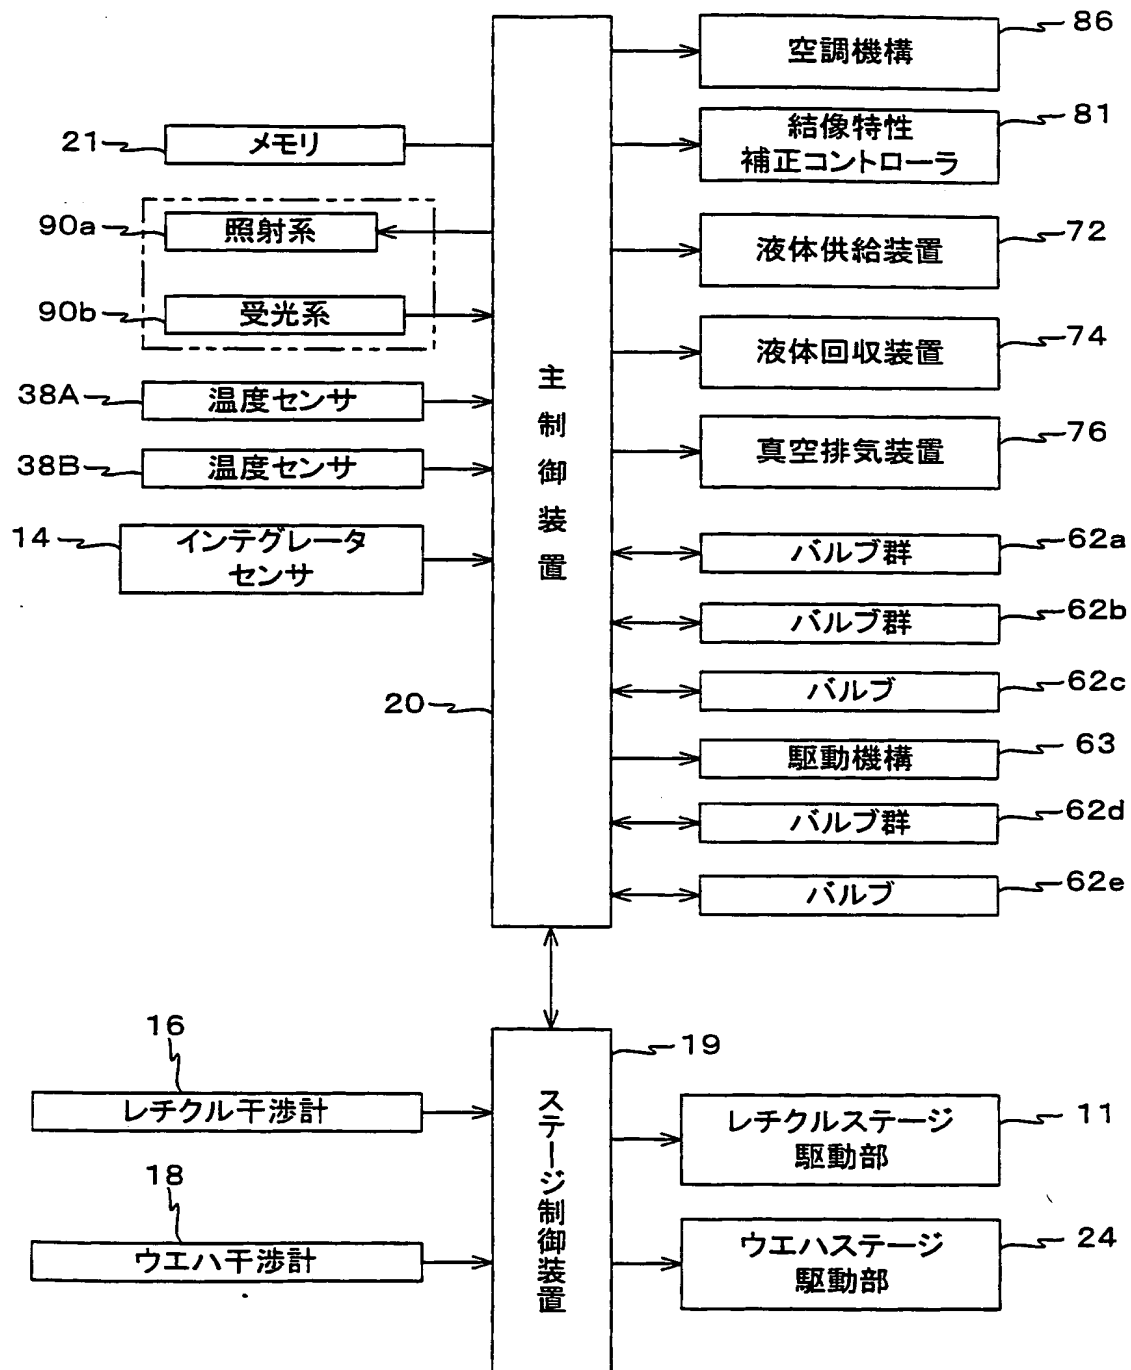 86
空調機構
81
結像特性
補正コントローラ
21
メモリ
90a
照射系
72
液体供給装置
90b
受光系
74
液体回収装置
38A
温度センサ
主制御装置
76
真空排気装置
38B
温度センサ
14
インテグレータ
センサ
62a
バルブ群
62b
バルブ群
20
62c
バルブ
63
駆動機構
62d
バルブ群
62e
バルブ
16
レチクル干渉計
19
ステージ制御装置
11
レチクルステージ
駆動部
18
ウエハ干渉計
24
ウエハステージ
駆動部